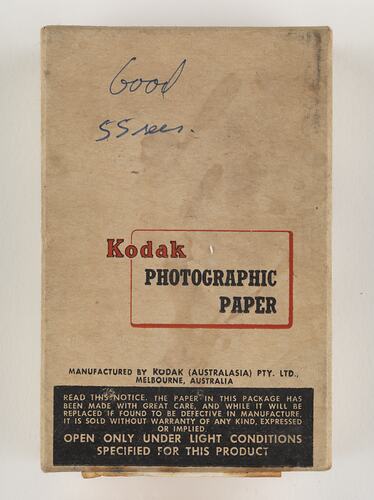 Good
55 secs.
Kodak
PHOTOGRAPHIC
PAPER
MANUFACTURED BY KODAK (AUSTRALASIA) PTY. LTD.,
MELBOURNE, AUSTRALIA
READ THIS NOTICE. THE PAPER IN THIS PACKAGE HAS
BEEN MADE WITH GREAT CARE, AND WHILE IT WILL BE
REPLACED IF FOUND TO BE DEFECTIVE IN MANUFACTURE,
IT IS SOLD WITHOUT WARRANTY OF ANY KIND, EXPRESSED
OR IMPLIED.
OPEN ONLY UNDER LIGHT CONDITIONS
SPECIFIED FOR THIS PRODUCT